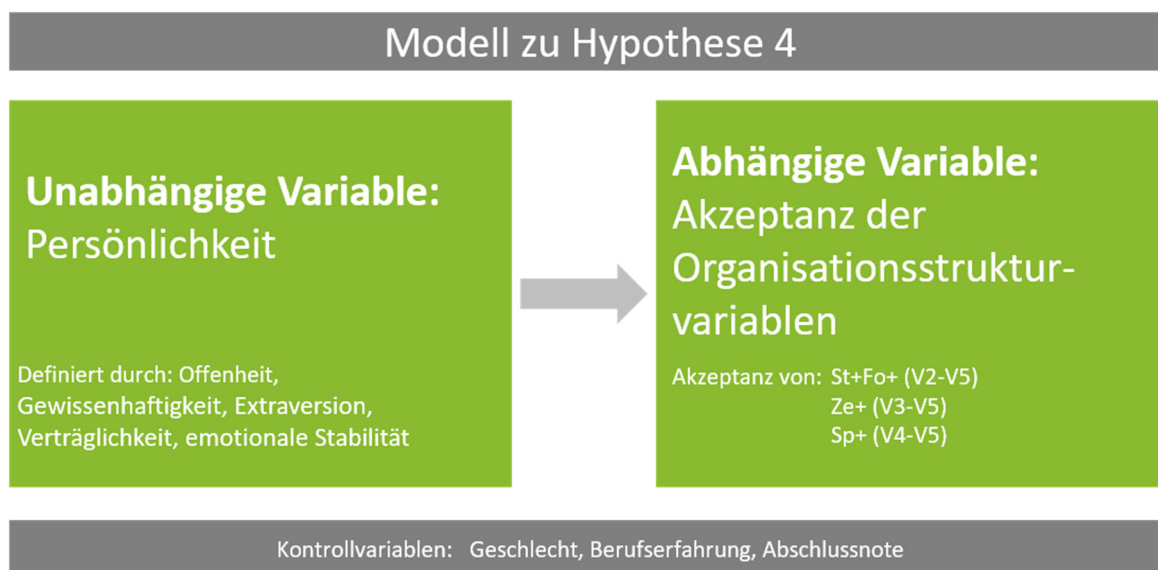 Modell zu Hypothese 4
Unabhängige Variable:
Persönlichkeit
Definiert durch: Offenheit,
Gewissenhaftigkeit, Extraversion,
Verträglichkeit, emotionale Stabilität
Abhängige Variable:
Akzeptanz der
Organisationsstruktur-
variablen
Akzeptanz von: St+Fo+ (V2-V5)
Ze+ (V3-V5)
Sp+ (V4-V5)
Kontrollvariablen: Geschlecht, Berufserfahrung, Abschlussnote